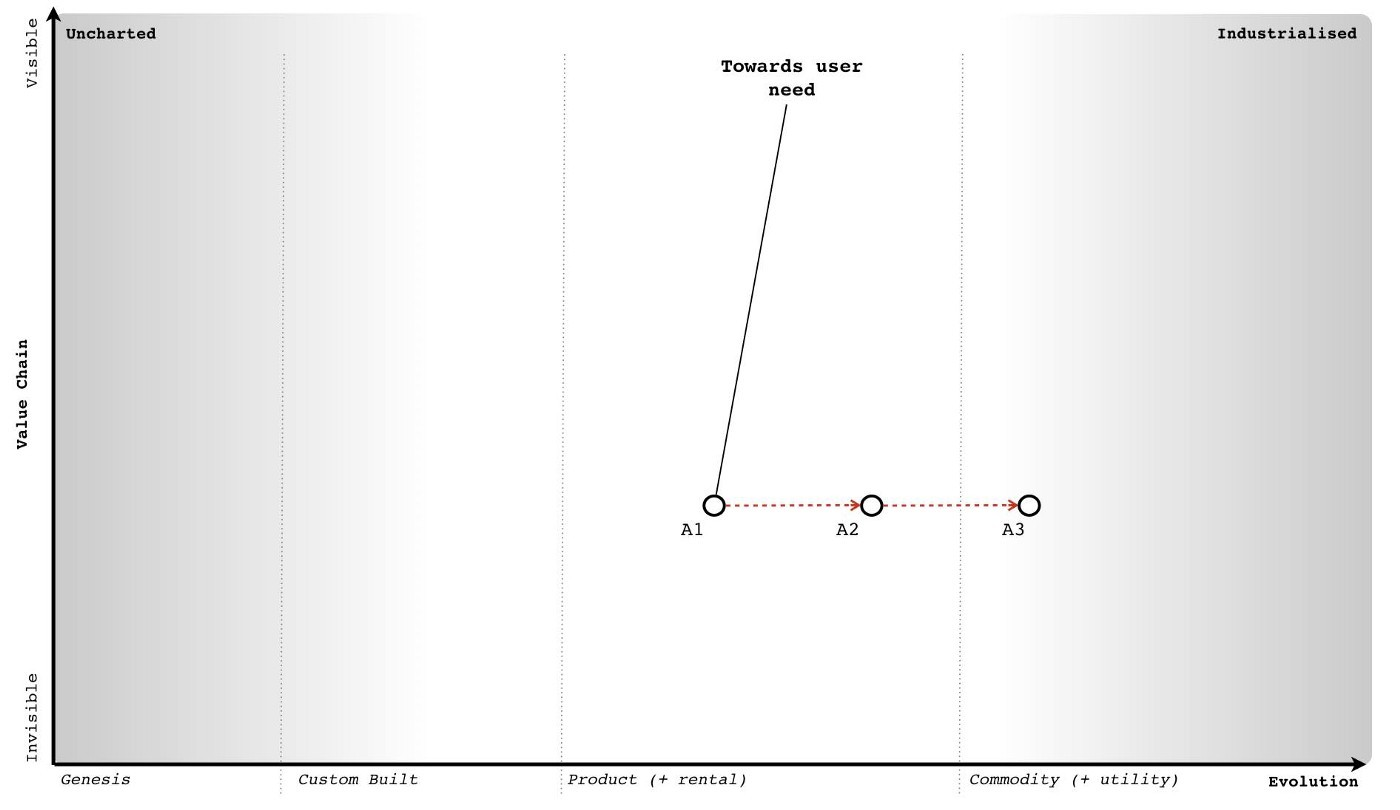 Uncharted
Industrialised
Visible
Towards user
need
Value Chain
A1
A2
A3
Invisible
Genesis
Custom Built
Product (+ rental)
Commodity (+ utility)
Evolution